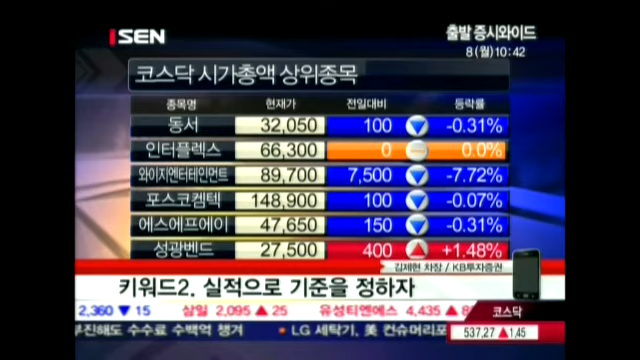 iSEN
출발 증시와이드
8 (월) 10:42
코스닥 시가총액 상위종목
종목명 현재가 전일대비 등락률
동서 32,050 100 ▼ -0.31%
인터플렉스 66,300 0 0.0%
와이지엔터테인먼트 89,700 7,500 ▼ -7.72%
포스코켐텍 148,900 100 ▼ -0.07%
에스에프에이 47,650 150 ▼ -0.31%
성광벤드 27,500 400 ▲ +1.48%
김제현 차장 / KB투자증권
키워드2. 실적으로 기준을 정하자
2,360 ▼ 15 삼일 2,095 ▲ 25 유성티엔에스 4,435 ▲
코스닥
부진해도 수수료 수백억 챙겨 • LG 세탁기, 美 컨슈머리포
537.27 ▲1.45